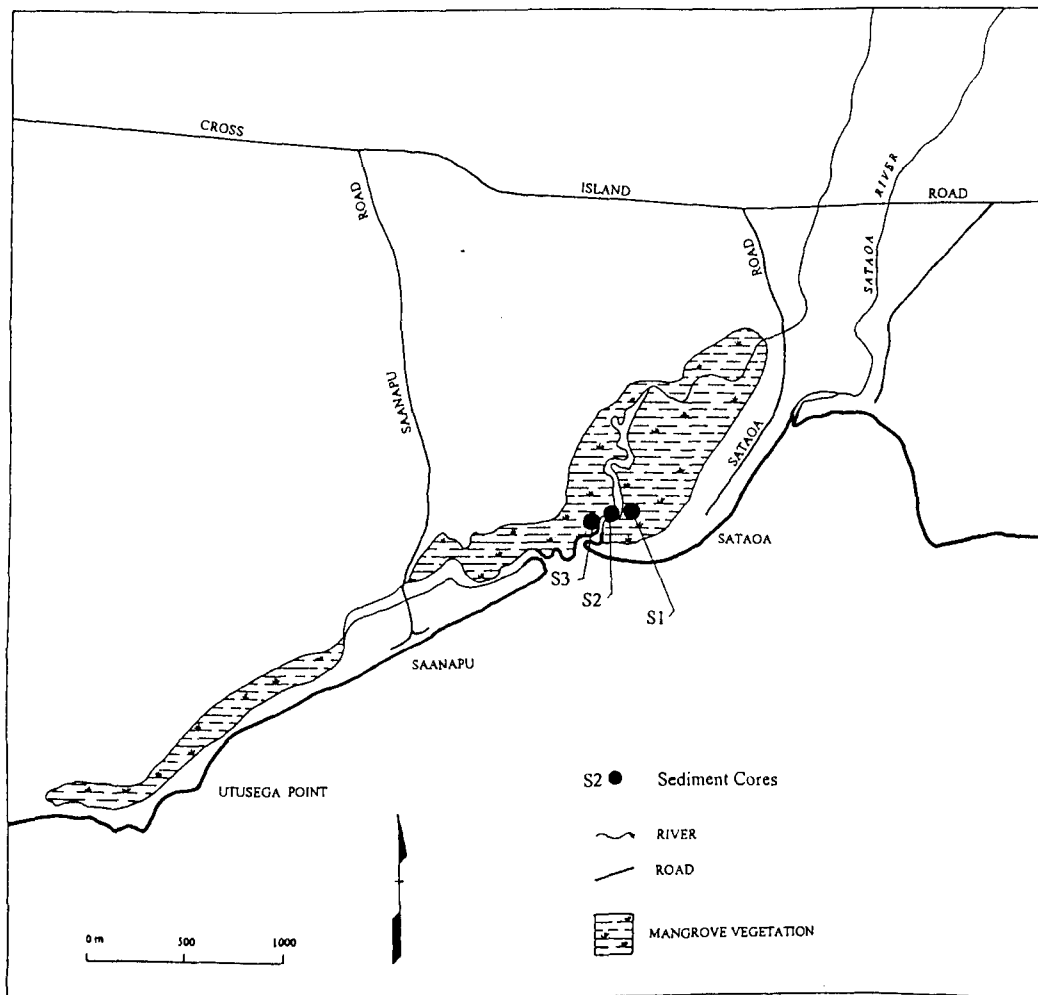 CROSS
ISLAND
ROAD
ROAD
RIVER
ROAD
SATAOA
SAANAPU
SATAOA
SATAOA
S3
S2
S1
SAANAPU
UTUSEGA POINT
S2 Sediment Cores
RIVER
ROAD
MANGROVE VEGETATION
0 m 500 1000